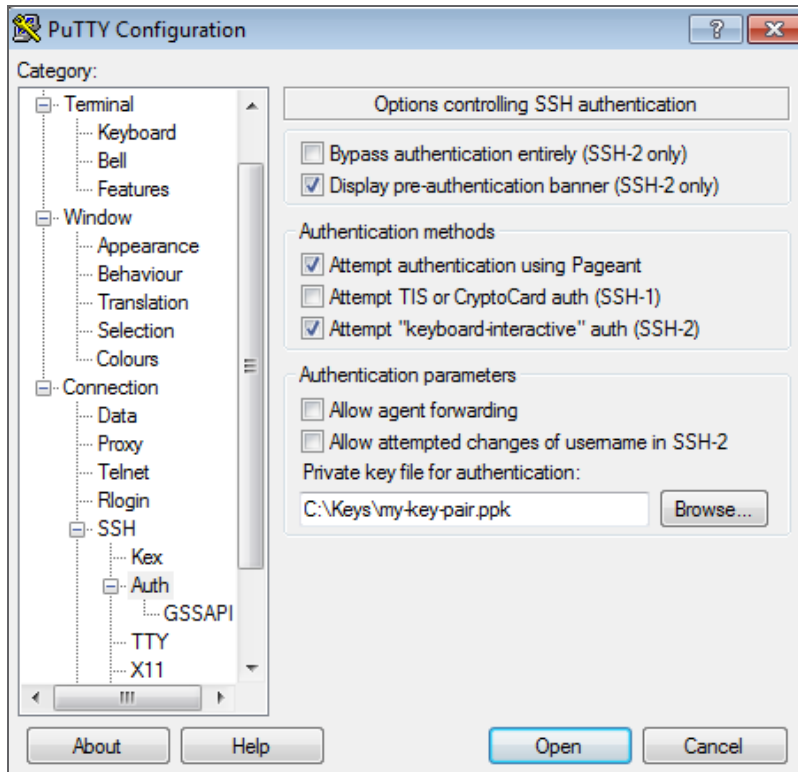 PuTTY Configuration
Category:
Terminal
Keyboard
Bell
Features
Window
Appearance
Behaviour
Translation
Selection
Colours
Connection
Data
Proxy
Telnet
Rlogin
SSH
Kex
Auth
GSSAPI
TTY
X11
Options controlling SSH authentication
Bypass authentication entirely (SSH-2 only)
Display pre-authentication banner (SSH-2 only)
Authentication methods
Attempt authentication using Pageant
Attempt TIS or CryptoCard auth (SSH-1)
Attempt "keyboard-interactive" auth (SSH-2)
Authentication parameters
Allow agent forwarding
Allow attempted changes of username in SSH-2
Private key file for authentication:
C:\Keys\my-key-pair.ppk
Browse...
About
Help
Open
Cancel